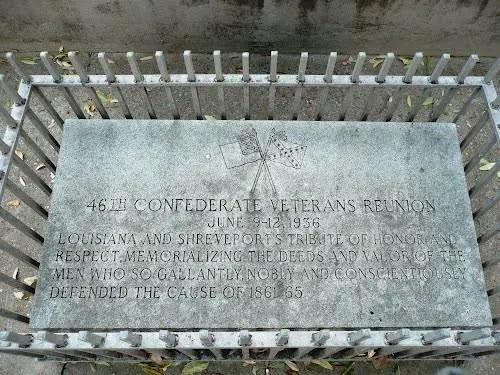 46TH CONFEDERATE VETERANS REUNION
JUNE 9-12, 1936
LOUISIANA AND SHREVEPORT'S TRIBUTE OF HONOR AND
RESPECT, MEMORIALIZING THE DEEDS AND VALOR OF THE
MEN WHO SO GALLANTLY, NOBLY AND CONSCIENTIOUSLY
DEFENDED THE CAUSE OF 1861-65